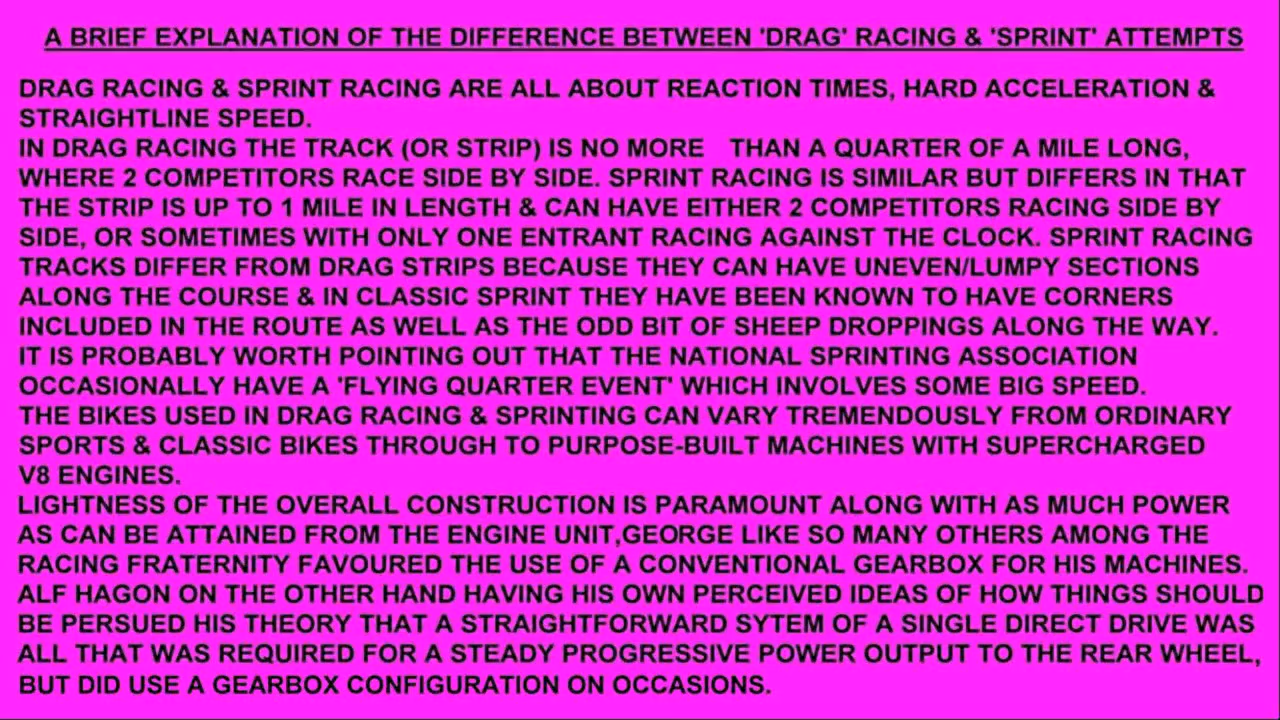 A BRIEF EXPLANATION OF THE DIFFERENCE BETWEEN 'DRAG' RACING & 'SPRINT' ATTEMPTS
DRAG RACING & SPRINT RACING ARE ALL ABOUT REACTION TIMES, HARD ACCELERATION &
STRAIGHTLINE SPEED.
IN DRAG RACING THE TRACK (OR STRIP) IS NO MORE THAN A QUARTER OF A MILE LONG,
WHERE 2 COMPETITORS RACE SIDE BY SIDE. SPRINT RACING IS SIMILAR BUT DIFFERS IN THAT
THE STRIP IS UP TO 1 MILE IN LENGTH & CAN HAVE EITHER 2 COMPETITORS RACING SIDE BY
SIDE, OR SOMETIMES WITH ONLY ONE ENTRANT RACING AGAINST THE CLOCK. SPRINT RACING
TRACKS DIFFER FROM DRAG STRIPS BECAUSE THEY CAN HAVE UNEVEN/LUMPY SECTIONS
ALONG THE COURSE & IN CLASSIC SPRINT THEY HAVE BEEN KNOWN TO HAVE CORNERS
INCLUDED IN THE ROUTE AS WELL AS THE ODD BIT OF SHEEP DROPPINGS ALONG THE WAY.
IT IS PROBABLY WORTH POINTING OUT THAT THE NATIONAL SPRINTING ASSOCIATION
OCCASIONALLY HAVE A 'FLYING QUARTER EVENT' WHICH INVOLVES SOME BIG SPEED.
THE BIKES USED IN DRAG RACING & SPRINTING CAN VARY TREMENDOUSLY FROM ORDINARY
SPORTS & CLASSIC BIKES THROUGH TO PURPOSE-BUILT MACHINES WITH SUPERCHARGED
V8 ENGINES.
LIGHTNESS OF THE OVERALL CONSTRUCTION IS PARAMOUNT ALONG WITH AS MUCH POWER
AS CAN BE ATTAINED FROM THE ENGINE UNIT,GEORGE LIKE SO MANY OTHERS AMONG THE
RACING FRATERNITY FAVOURED THE USE OF A CONVENTIONAL GEARBOX FOR HIS MACHINES.
ALF HAGON ON THE OTHER HAND HAVING HIS OWN PERCEIVED IDEAS OF HOW THINGS SHOULD
BE PERSUED HIS THEORY THAT A STRAIGHTFORWARD SYTEM OF A SINGLE DIRECT DRIVE WAS
ALL THAT WAS REQUIRED FOR A STEADY PROGRESSIVE POWER OUTPUT TO THE REAR WHEEL,
BUT DID USE A GEARBOX CONFIGURATION ON OCCASIONS.